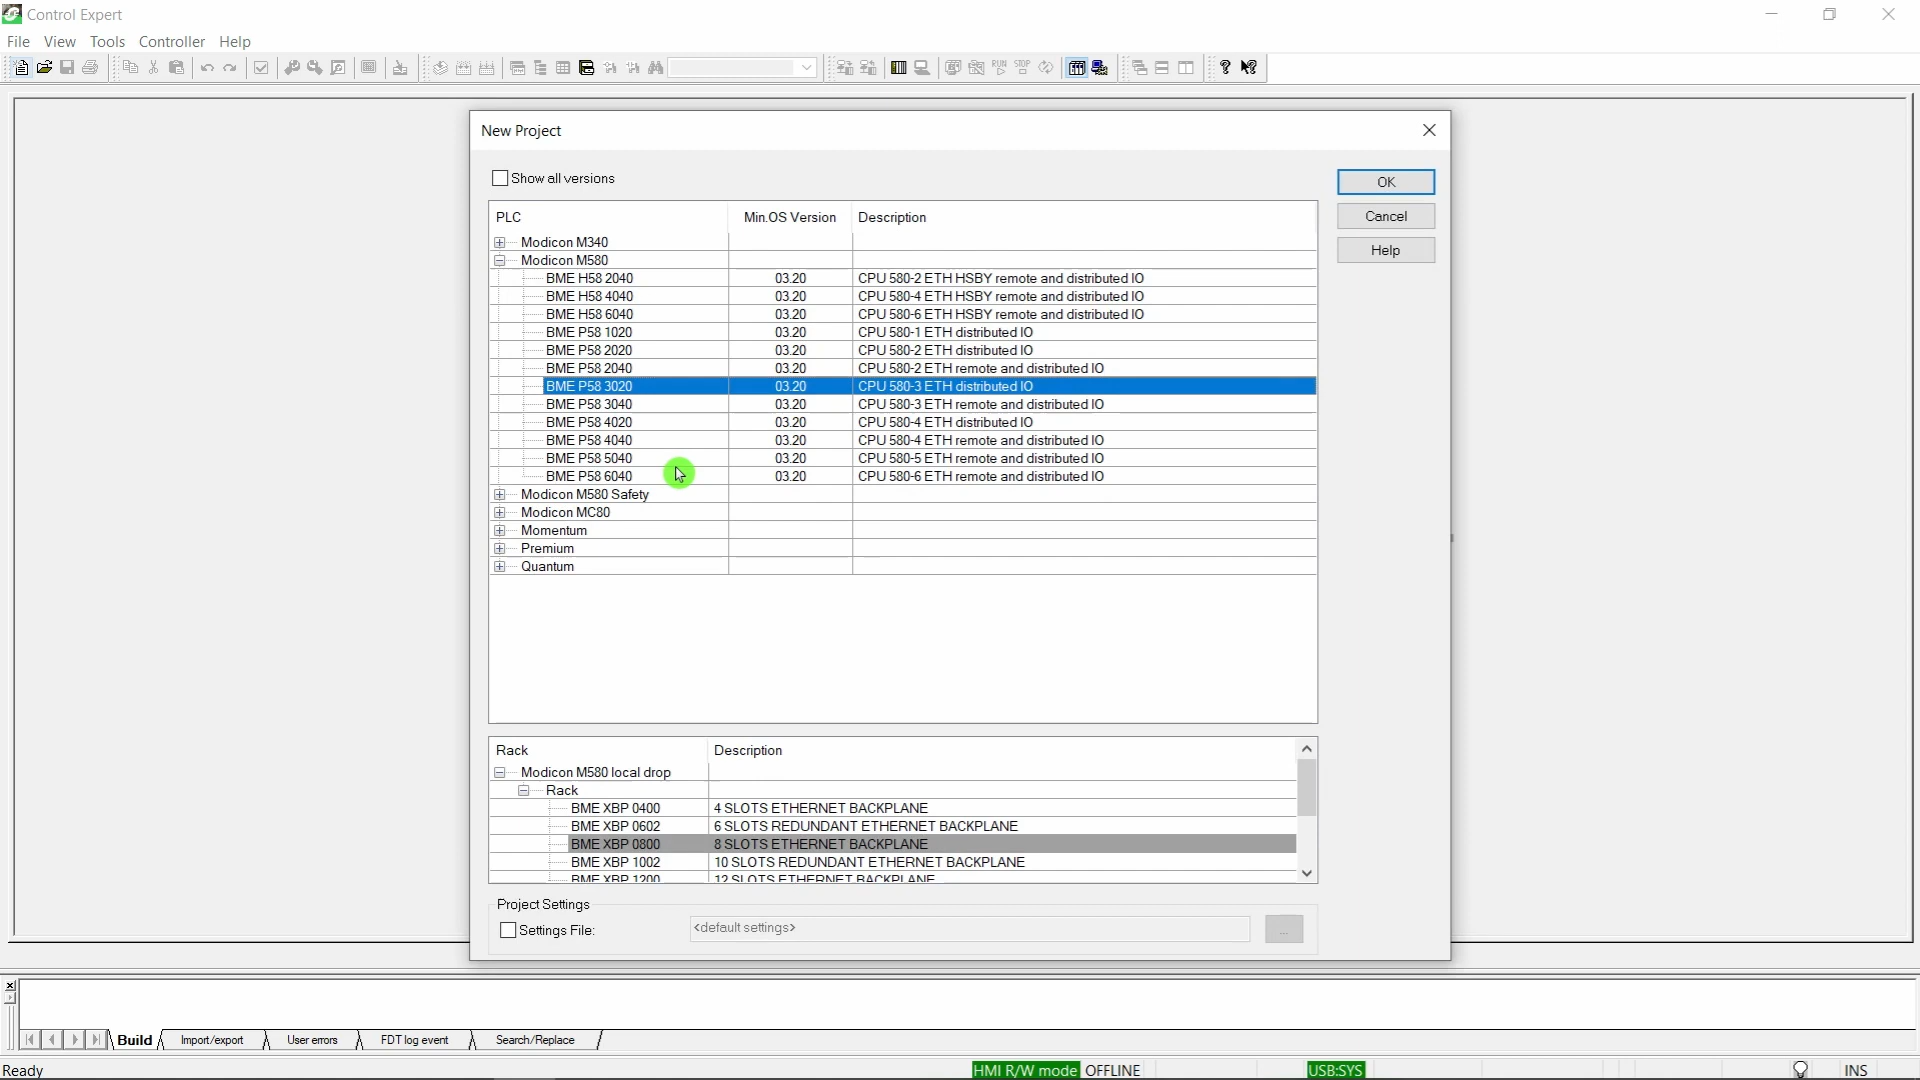 Control Expert
File View Tools Controller Help
RUN STOP
New Project
Show all versions
OK
PLC Min.OS Version Description
Cancel
Modicon M340
Help
Modicon M580
BME H58 2040 03.20 CPU 580-2 ETH HSBY remote and distributed IO
BME H58 4040 03.20 CPU 580-4 ETH HSBY remote and distributed IO
BME H58 6040 03.20 CPU 580-6 ETH HSBY remote and distributed IO
BME P58 1020 03.20 CPU 580-1 ETH distributed IO
BME P58 2020 03.20 CPU 580-2 ETH distributed IO
BME P58 2040 03.20 CPU 580-2 ETH remote and distributed IO
BME P58 3020 03.20 CPU 580-3 ETH distributed IO
BME P58 3040 03.20 CPU 580-3 ETH remote and distributed IO
BME P58 4020 03.20 CPU 580-4 ETH distributed IO
BME P58 4040 03.20 CPU 580-4 ETH remote and distributed IO
BME P58 5040 03.20 CPU 580-5 ETH remote and distributed IO
BME P58 6040 03.20 CPU 580-6 ETH remote and distributed IO
Modicon M580 Safety
Modicon MC80
Momentum
Premium
Quantum
Rack Description
Modicon M580 local drop
Rack
BME XBP 0400 4 SLOTS ETHERNET BACKPLANE
BME XBP 0602 6 SLOTS REDUNDANT ETHERNET BACKPLANE
BME XBP 0800 8 SLOTS ETHERNET BACKPLANE
BME XBP 1002 10 SLOTS REDUNDANT ETHERNET BACKPLANE
BME XBP 1200 12 SLOTS ETHERNET BACKPLANE
Project Settings
Settings File: <default settings> ...
Build Import/export User errors FDT log event Search/Replace
Ready HMI R/W mode OFFLINE USB:SYS INS